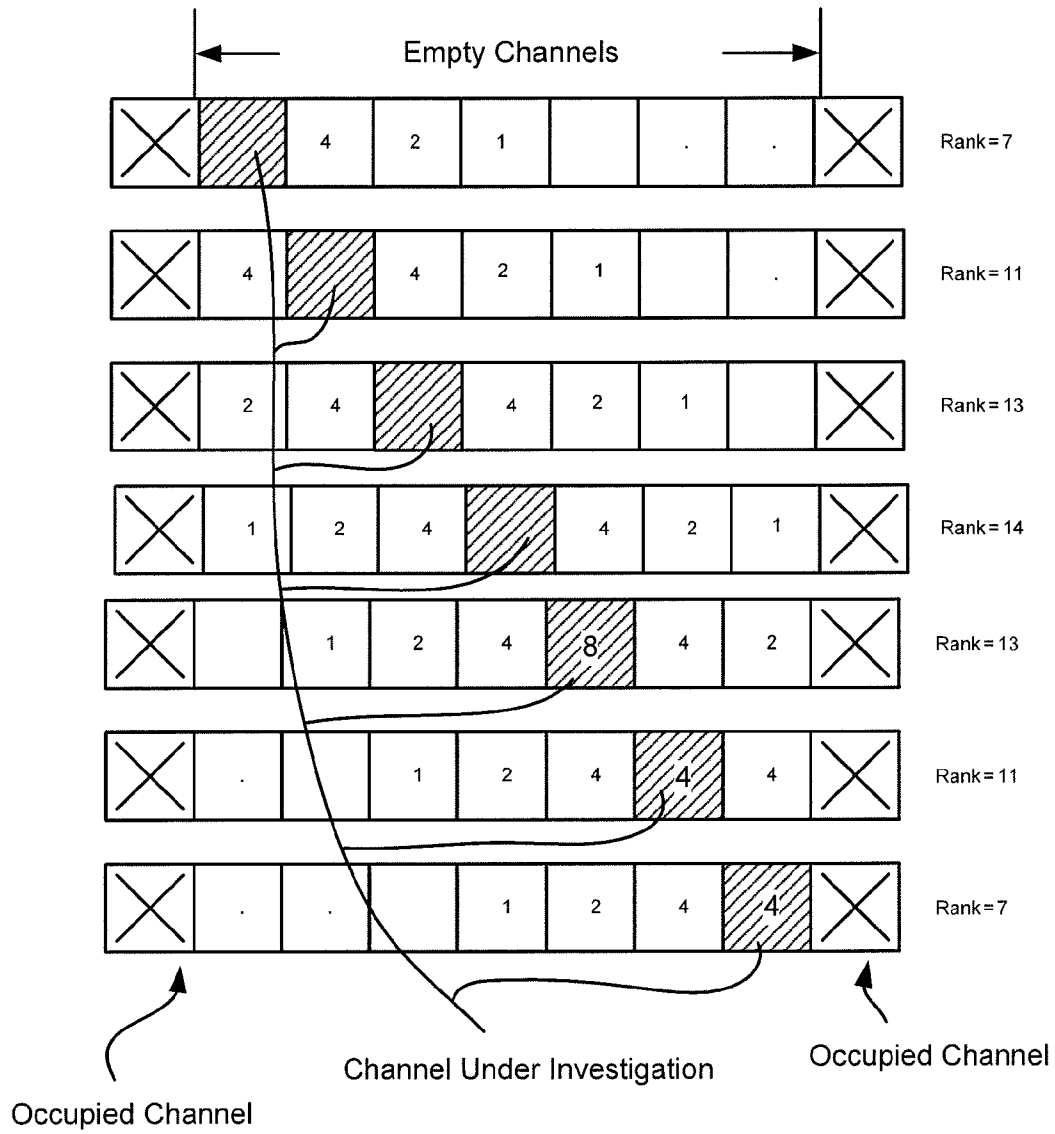 Empty Channels
4 2 1 . . Rank=7
4 4 2 1 . Rank=11
2 4 4 2 1 Rank=13
1 2 4 4 2 1 Rank=14
1 2 4 8 4 2 Rank=13
. 1 2 4 4 4 Rank=11
. . 1 2 4 4 Rank=7
Channel Under Investigation
Occupied Channel
Occupied Channel